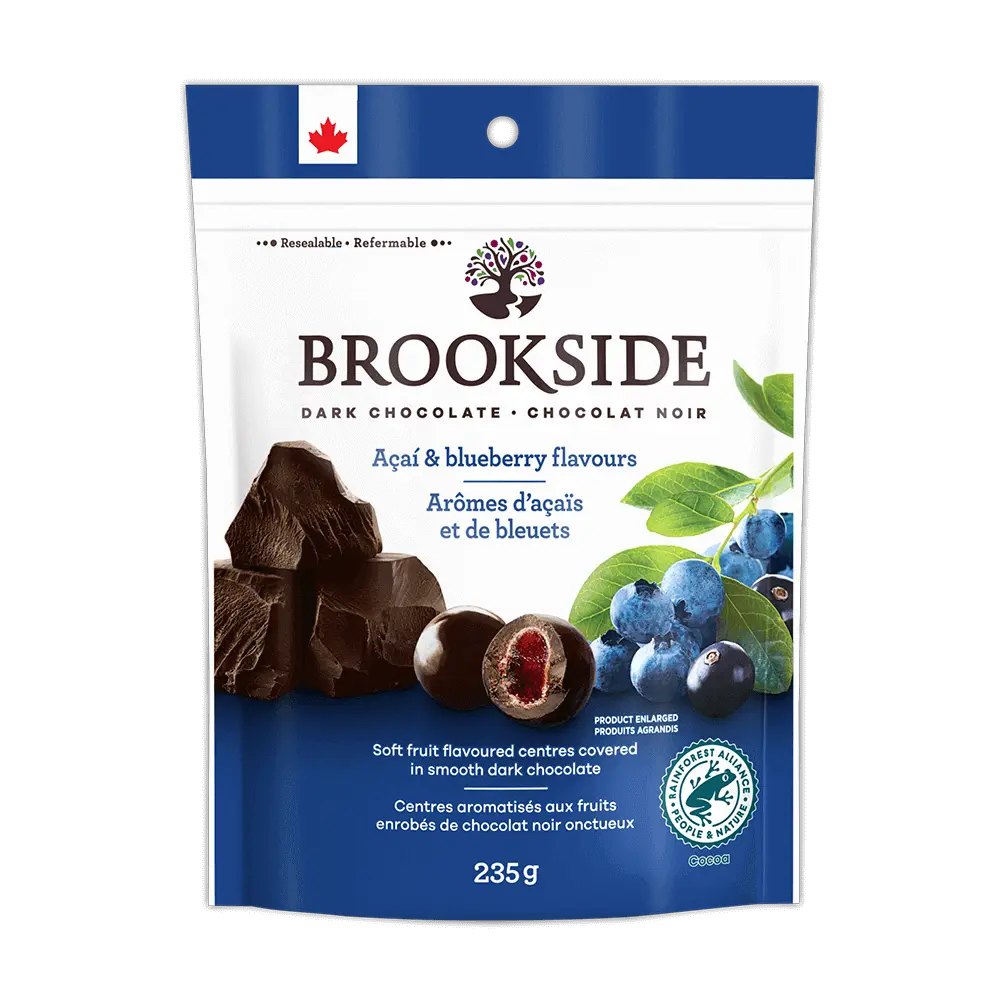 •••● Resealable • Refermable ●•••
BROOKSIDE
DARK CHOCOLATE • CHOCOLAT NOIR
Açaí & blueberry flavours
Arômes d'açaïs
et de bleuets
PRODUCT ENLARGED
PRODUITS AGRANDIS
Soft fruit flavoured centres covered
in smooth dark chocolate
Centres aromatisés aux fruits
enrobés de chocolat noir onctueux
RAINFOREST ALLIANCE
• PEOPLE & NATURE •
Cocoa
235 g